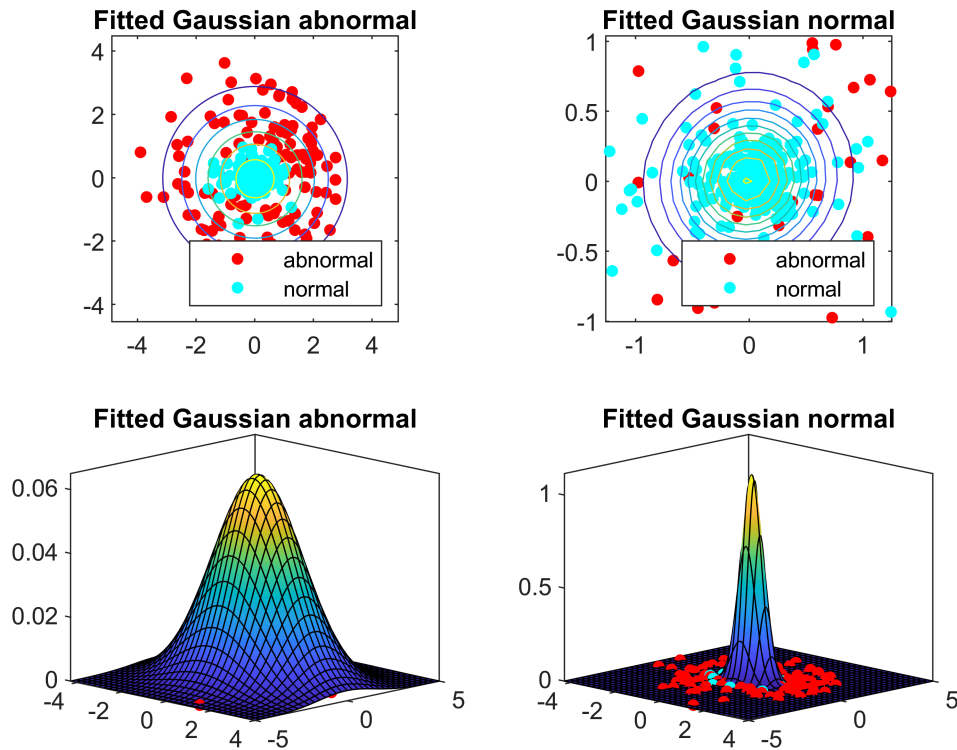 Fitted Gaussian abnormal
4
2
0
-2
-4
abnormal
normal
-4 -2 0 2 4
Fitted Gaussian normal
1
0.5
0
-0.5
-1
abnormal
normal
-1 0 1
Fitted Gaussian abnormal
0.06
0.04
0.02
0
-4 -2 0 2 4
-5 0 5
Fitted Gaussian normal
1
0.5
0
-4 -2 0 2 4
-5 0 5